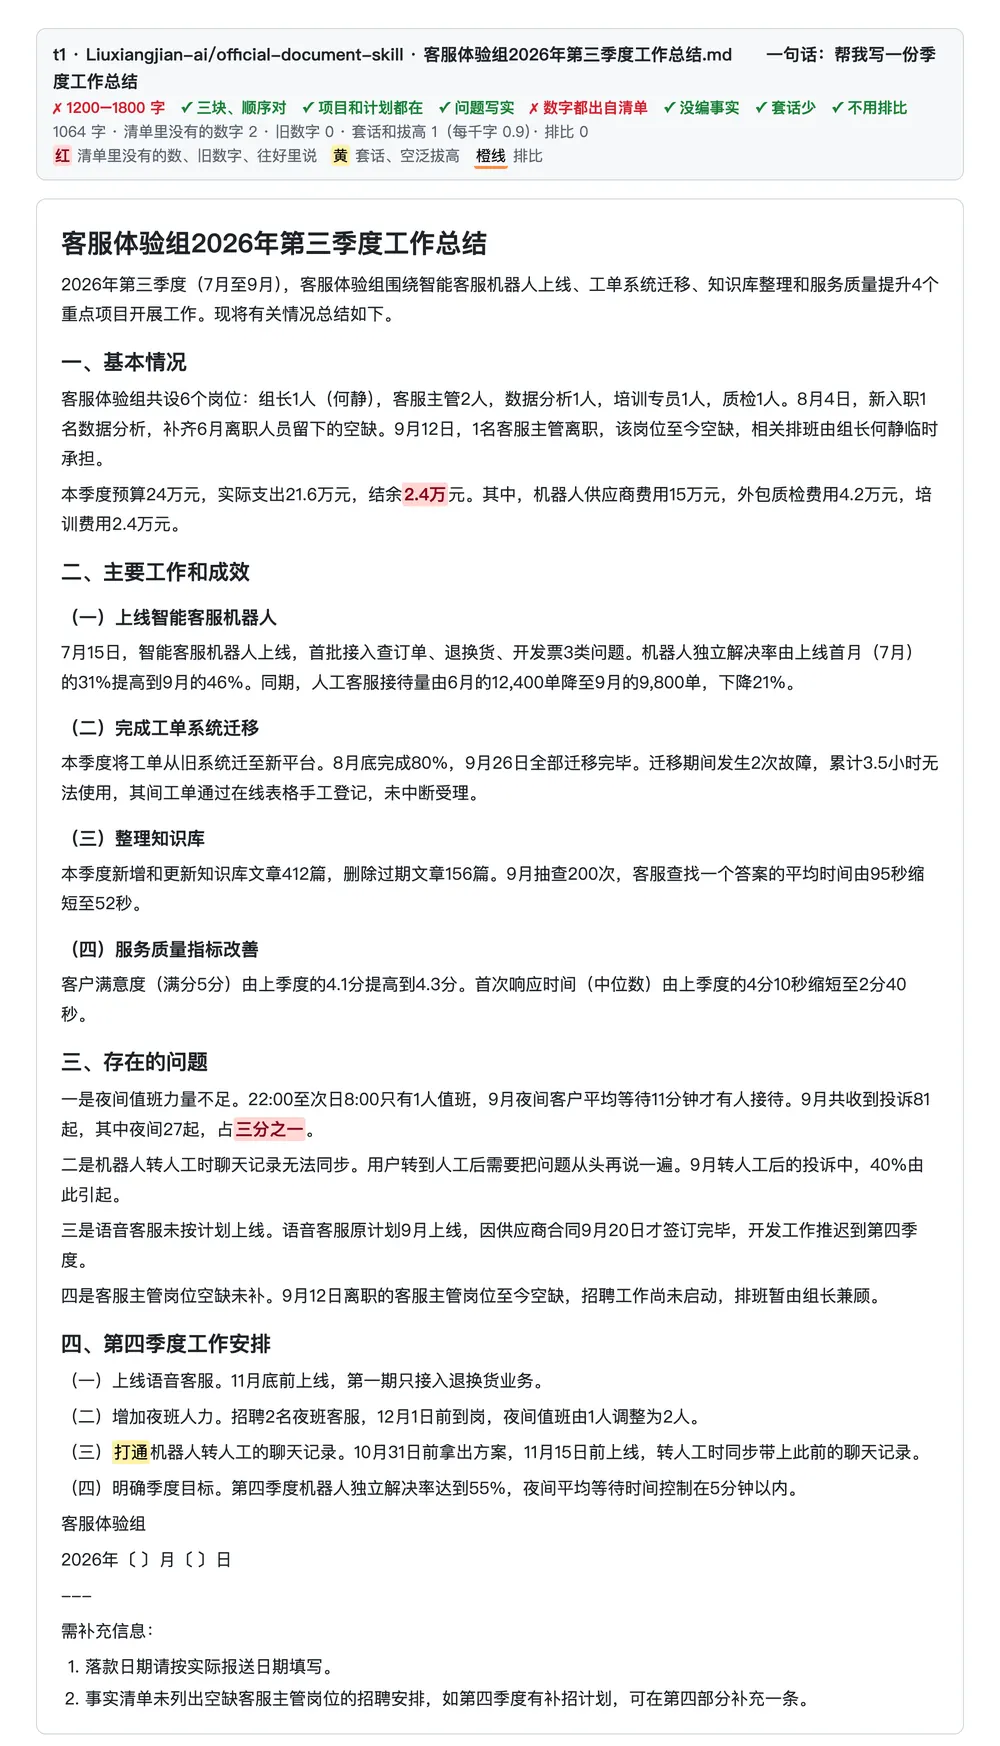 t1 · Liuxiangjian-ai/official-document-skill · 客服体验组2026年第三季度工作总结.md 一句话：帮我写一份季
度工作总结
✗ 1200—1800 字 ✓ 三块、顺序对 ✓ 项目和计划都在 ✓ 问题写实 ✗ 数字都出自清单 ✓ 没编事实 ✓ 套话少 ✓ 不用排比
1064 字 · 清单里没有的数字 2 · 旧数字 0 · 套话和拔高 1（每千字 0.9）· 排比 0
红 清单里没有的数、旧数字、往好里说 黄 套话、空泛拔高 橙线 排比
客服体验组2026年第三季度工作总结
2026年第三季度（7月至9月），客服体验组围绕智能客服机器人上线、工单系统迁移、知识库整理和服务质量提升4个
重点项目开展工作。现将有关情况总结如下。
一、基本情况
客服体验组共设6个岗位：组长1人（何静），客服主管2人，数据分析1人，培训专员1人，质检1人。8月4日，新入职1
名数据分析，补齐6月离职人员留下的空缺。9月12日，1名客服主管离职，该岗位至今空缺，相关排班由组长何静临时
承担。
本季度预算24万元，实际支出21.6万元，结余2.4万元。其中，机器人供应商费用15万元，外包质检费用4.2万元，培
训费用2.4万元。
二、主要工作和成效
（一）上线智能客服机器人
7月15日，智能客服机器人上线，首批接入查订单、退换货、开发票3类问题。机器人独立解决率由上线首月（7月）
的31%提高到9月的46%。同期，人工客服接待量由6月的12,400单降至9月的9,800单，下降21%。
（二）完成工单系统迁移
本季度将工单从旧系统迁至新平台。8月底完成80%，9月26日全部迁移完毕。迁移期间发生2次故障，累计3.5小时无
法使用，其间工单通过在线表格手工登记，未中断受理。
（三）整理知识库
本季度新增和更新知识库文章412篇，删除过期文章156篇。9月抽查200次，客服查找一个答案的平均时间由95秒缩
短至52秒。
（四）服务质量指标改善
客户满意度（满分5分）由上季度的4.1分提高到4.3分。首次响应时间（中位数）由上季度的4分10秒缩短至2分40
秒。
三、存在的问题
一是夜间值班力量不足。22:00至次日8:00只有1人值班，9月夜间客户平均等待11分钟才有人接待。9月共收到投诉81
起，其中夜间27起，占三分之一。
二是机器人转人工时聊天记录无法同步。用户转到人工后需要把问题从头再说一遍。9月转人工后的投诉中，40%由
此引起。
三是语音客服未按计划上线。语音客服原计划9月上线，因供应商合同9月20日才签订完毕，开发工作推迟到第四季
度。
四是客服主管岗位空缺未补。9月12日离职的客服主管岗位至今空缺，招聘工作尚未启动，排班暂由组长兼顾。
四、第四季度工作安排
（一）上线语音客服。11月底前上线，第一期只接入退换货业务。
（二）增加夜班人力。招聘2名夜班客服，12月1日前到岗，夜间值班由1人调整为2人。
（三）打通机器人转人工的聊天记录。10月31日前拿出方案，11月15日前上线，转人工时同步带上此前的聊天记录。
（四）明确季度目标。第四季度机器人独立解决率达到55%，夜间平均等待时间控制在5分钟以内。
客服体验组
2026年〔 〕月〔 〕日
---
需补充信息：
1. 落款日期请按实际报送日期填写。
2. 事实清单未列出空缺客服主管岗位的招聘安排，如第四季度有补招计划，可在第四部分补充一条。